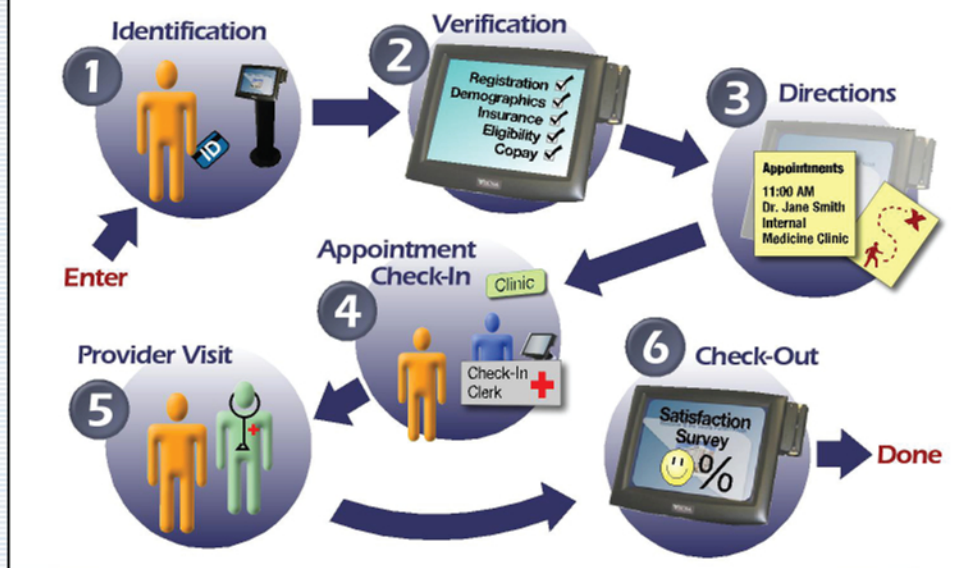 Identification
1
ID
Enter
Verification
2
Registration ✓
Demographics ✓
Insurance ✓
Eligibility ✓
Copay ✓
3
Directions
Appointments
11:00 AM
Dr. Jane Smith
Internal
Medicine Clinic
Appointment
Check-In
4
Clinic
Check-In
Clerk
Provider Visit
5
6
Check-Out
Satisfaction
Survey
%
Done